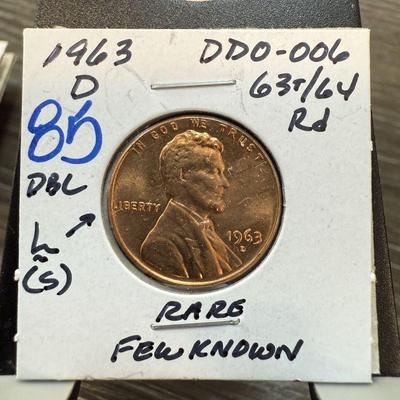 1963 DDO-006
D 63+/64
85 Rd
DBL
L
(S)
IN GOD WE TRUST
LIBERTY
1963
D
RARE
FEW KNOWN